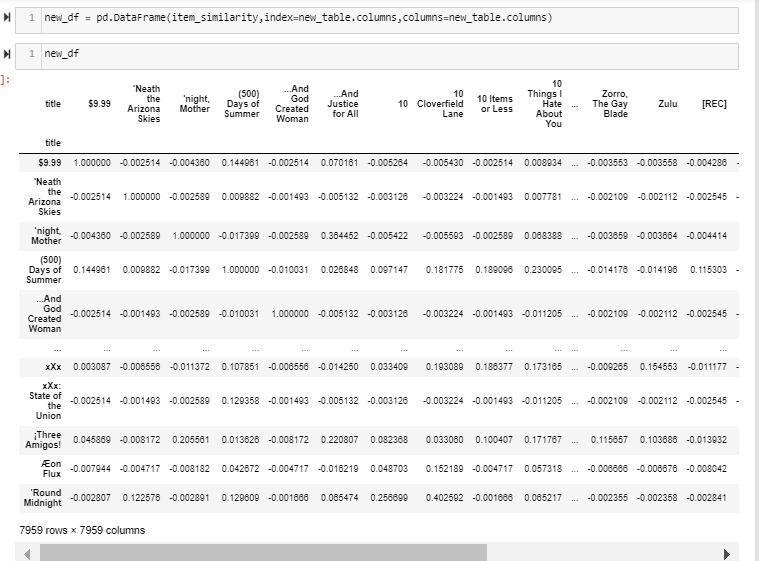 1 new_df = pd.DataFrame(item_similarity,index=new_table.columns,columns=new_table.columns)
1 new_df
]:
title $9.99 'Neath the Arizona Skies 'night, Mother (500) Days of Summer ...And God Created Woman ...And Justice for All 10 10 Cloverfield Lane 10 Items or Less 10 Things I Hate About You ... Zorro, The Gay Blade Zulu [REC]
title
$9.99 1.000000 -0.002514 -0.004360 0.144961 -0.002514 0.070161 -0.005264 -0.005430 -0.002514 0.008934 ... -0.003553 -0.003558 -0.004286 -
'Neath the Arizona Skies -0.002514 1.000000 -0.002589 0.009882 -0.001493 -0.005132 -0.003126 -0.003224 -0.001493 0.007781 ... -0.002109 -0.002112 -0.002545 -
'night, Mother -0.004360 -0.002589 1.000000 -0.017399 -0.002589 0.364452 -0.005422 -0.005593 -0.002589 0.068388 ... -0.003659 -0.003664 -0.004414
(500) Days of Summer 0.144961 0.009882 -0.017399 1.000000 -0.010031 0.026848 0.097147 0.181775 0.189096 0.230095 ... -0.014176 -0.014196 0.115303 -
...And God Created Woman -0.002514 -0.001493 -0.002589 -0.010031 1.000000 -0.005132 -0.003126 -0.003224 -0.001493 -0.011205 ... -0.002109 -0.002112 -0.002545 -
... ... ... ... ... ... ... ... ... ... ... ... ... ... ...
xXx 0.003087 -0.006556 -0.011372 0.107851 -0.006556 -0.014250 0.033409 0.193089 0.186377 0.173165 ... -0.009265 0.154553 -0.011177 -
xXx: State of the Union -0.002514 -0.001493 -0.002589 0.129358 -0.001493 -0.005132 -0.003126 -0.003224 -0.001493 -0.011205 ... -0.002109 -0.002112 -0.002545 -
¡Three Amigos! 0.045869 -0.008172 0.205561 0.013626 -0.008172 0.220807 0.082368 0.033060 0.100407 0.171767 ... 0.115657 0.103686 -0.013932
Æon Flux -0.007944 -0.004717 -0.008182 0.042672 -0.004717 -0.016219 0.048703 0.152189 -0.004717 0.057318 ... -0.006666 -0.006676 -0.008042
'Round Midnight -0.002807 0.122576 -0.002891 0.129609 -0.001666 0.065474 0.256699 0.402592 -0.001666 0.065217 ... -0.002355 -0.002358 -0.002841
7959 rows × 7959 columns